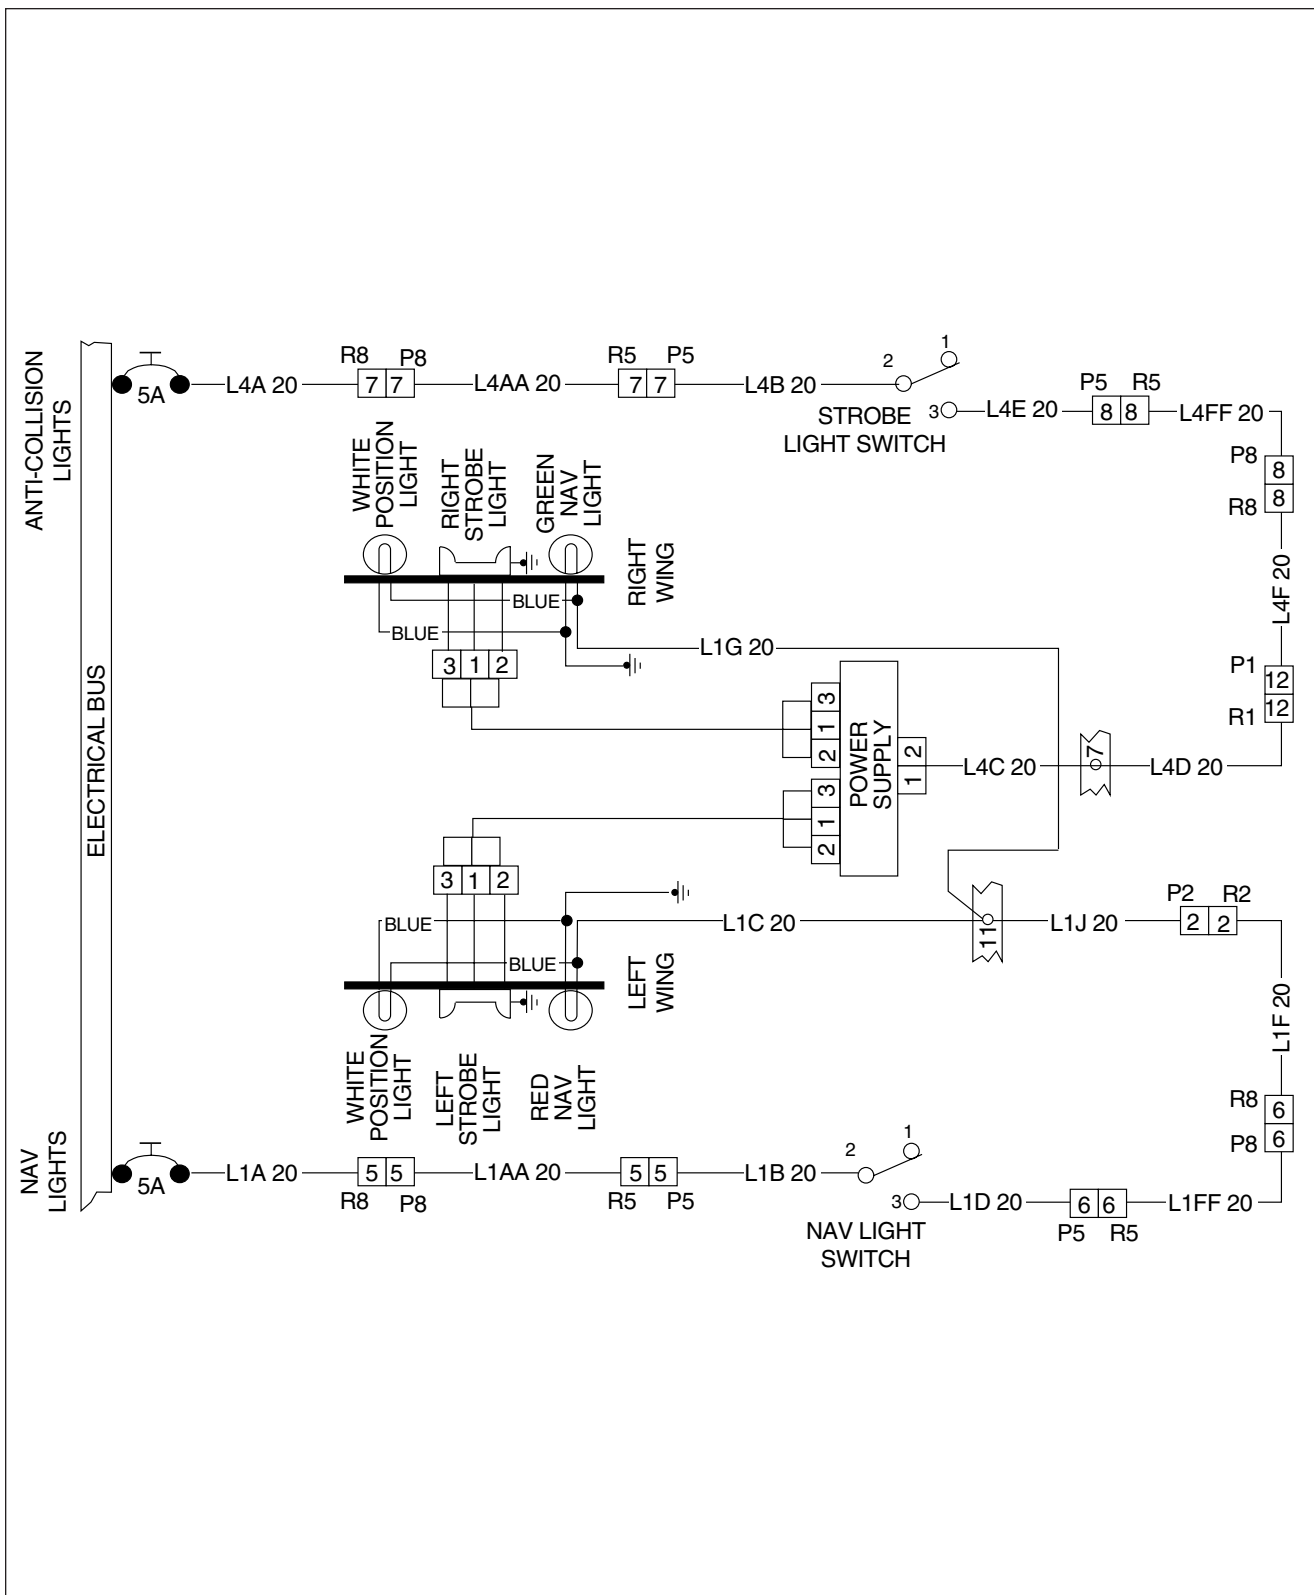 ANTI-COLLISION
LIGHTS
5A
L4A 20
R8
P8
7 7
L4AA 20
R5
P5
7 7
L4B 20
2
1
3
STROBE
LIGHT SWITCH
L4E 20
P5
R5
8 8
L4FF 20
P8
8
8
R8
L4F 20
P1
12
12
R1
L4D 20
7
L4C 20
WHITE
POSITION
LIGHT
RIGHT
STROBE
LIGHT
GREEN
NAV
LIGHT
RIGHT
WING
BLUE
BLUE
3 1 2
L1G 20
ELECTRICAL BUS
3
1
2
POWER
SUPPLY
2
1
3
1
2
3 1 2
BLUE
BLUE
L1C 20
11
L1J 20
P2
R2
2 2
L1F 20
R8
6
6
P8
LEFT
WING
WHITE
POSITION
LIGHT
LEFT
STROBE
LIGHT
RED
NAV
LIGHT
NAV
LIGHTS
5A
L1A 20
5 5
R8
P8
L1AA 20
5 5
R5
P5
L1B 20
2
1
3
NAV LIGHT
SWITCH
L1D 20
6 6
P5
R5
L1FF 20